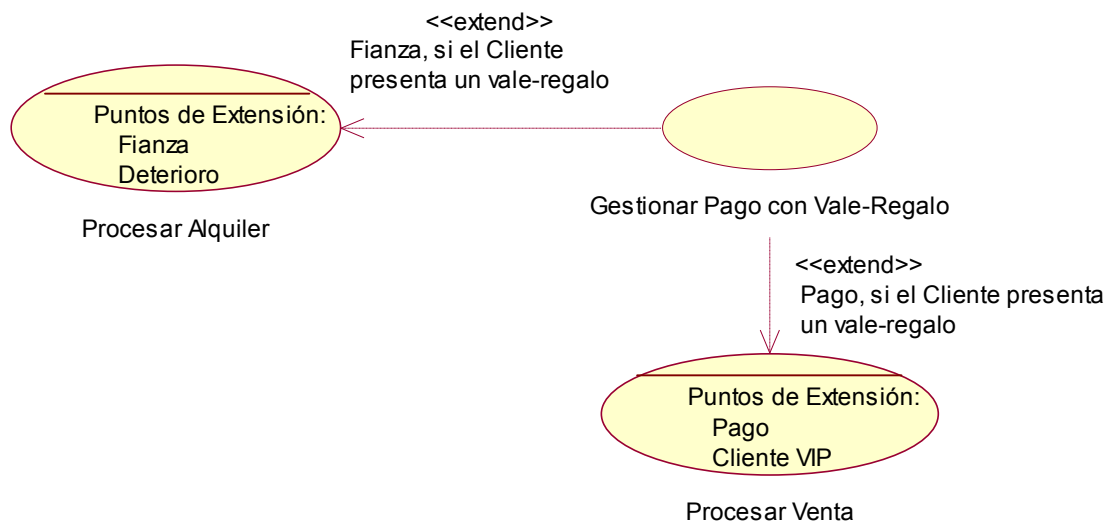 <<extend>>
Fianza, si el Cliente
presenta un vale-regalo
Puntos de Extensión:
Fianza
Deterioro
Procesar Alquiler
Gestionar Pago con Vale-Regalo
<<extend>>
Pago, si el Cliente presenta
un vale-regalo
Puntos de Extensión:
Pago
Cliente VIP
Procesar Venta